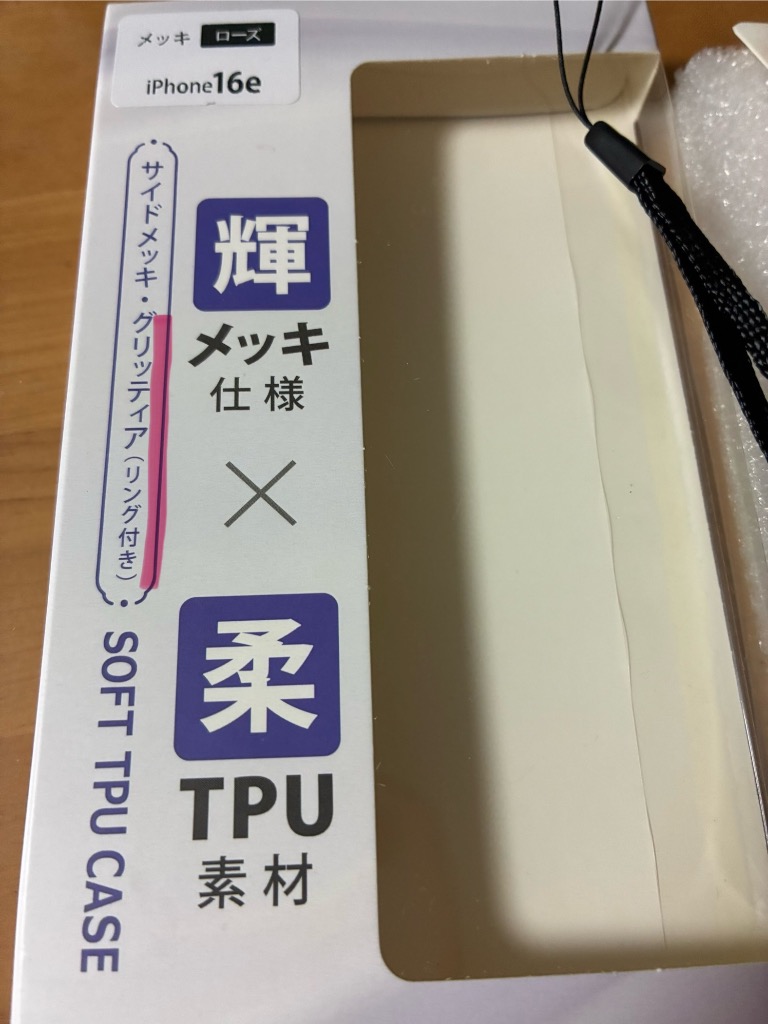 メッキ ローズ
iPhone16e
サイドメッキ・グリッティア(リング付き)
SOFT TPU CASE
輝
メッキ
仕様
×
柔
TPU
素材